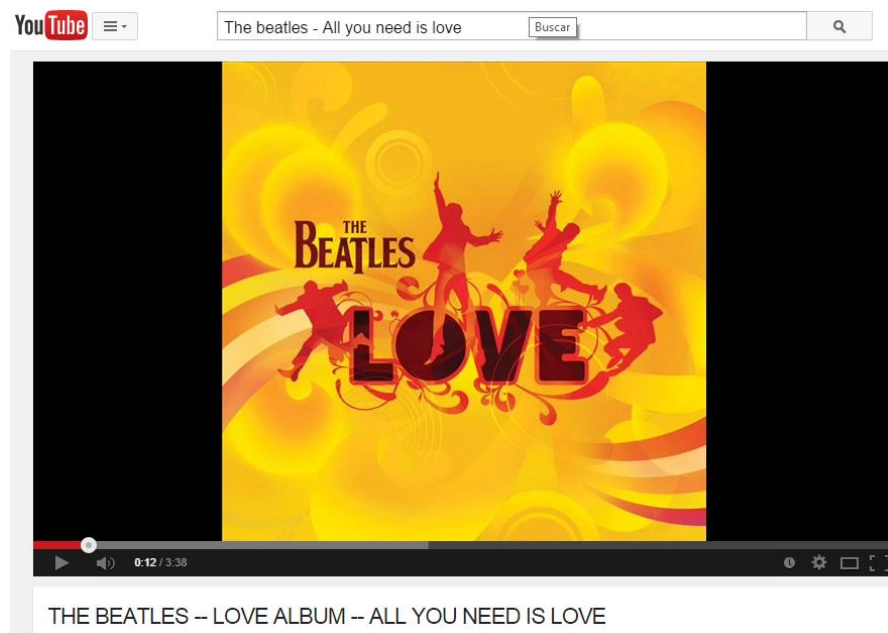 YouTube
The beatles - All you need is love Buscar
THE
BEATLES
LOVE
0:12 / 3:38
THE BEATLES -- LOVE ALBUM -- ALL YOU NEED IS LOVE